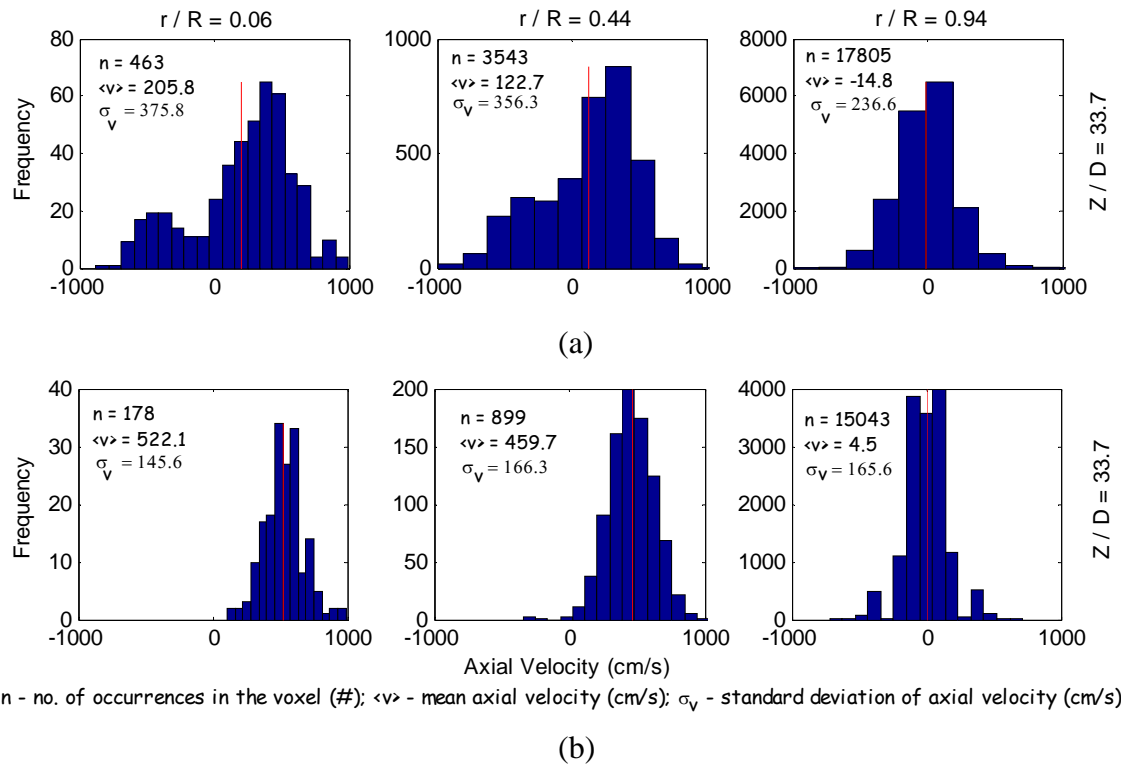 r / R = 0.06
r / R = 0.44
r / R = 0.94
80
60
40
20
0
Frequency
n = 463
<v> = 205.8
σv = 375.8
-1000 0 1000
1000
500
0
n = 3543
<v> = 122.7
σv = 356.3
-1000 0 1000
8000
6000
4000
2000
0
n = 17805
<v> = -14.8
σv = 236.6
-1000 0 1000
Z / D = 33.7
(a)
40
30
20
10
0
Frequency
n = 178
<v> = 522.1
σv = 145.6
-1000 0 1000
200
150
100
50
0
n = 899
<v> = 459.7
σv = 166.3
-1000 0 1000
4000
3000
2000
1000
0
n = 15043
<v> = 4.5
σv = 165.6
-1000 0 1000
Z / D = 33.7
Axial Velocity (cm/s)
n - no. of occurrences in the voxel (#); <v> - mean axial velocity (cm/s); σv - standard deviation of axial velocity (cm/s)
(b)